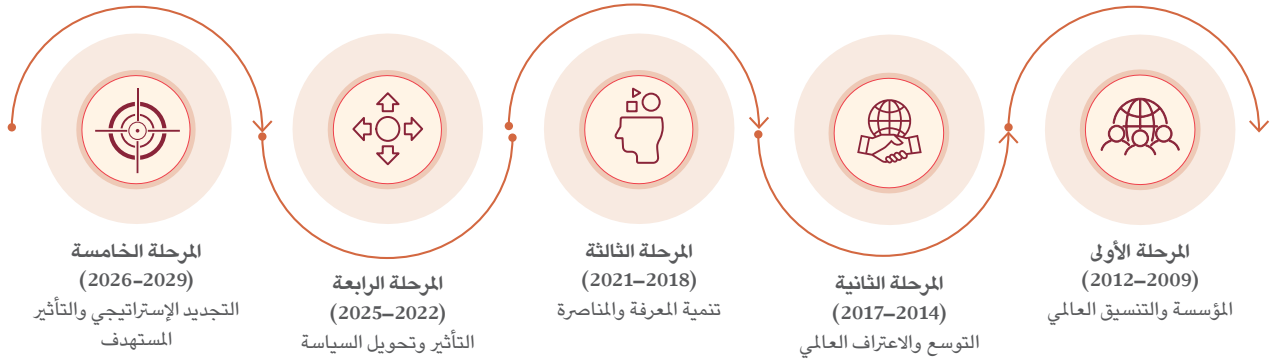 المرحلة الأولى
(2009–2012)
المؤسسة والتنسيق العالمي
المرحلة الثانية
(2014–2017)
التوسع والاعتراف العالمي
المرحلة الثالثة
(2018–2021)
تنمية المعرفة والمناصرة
المرحلة الرابعة
(2022–2025)
التأثير وتحويل السياسة
المرحلة الخامسة
(2026–2029)
التجديد الإستراتيجي والتأثير
المستهدف